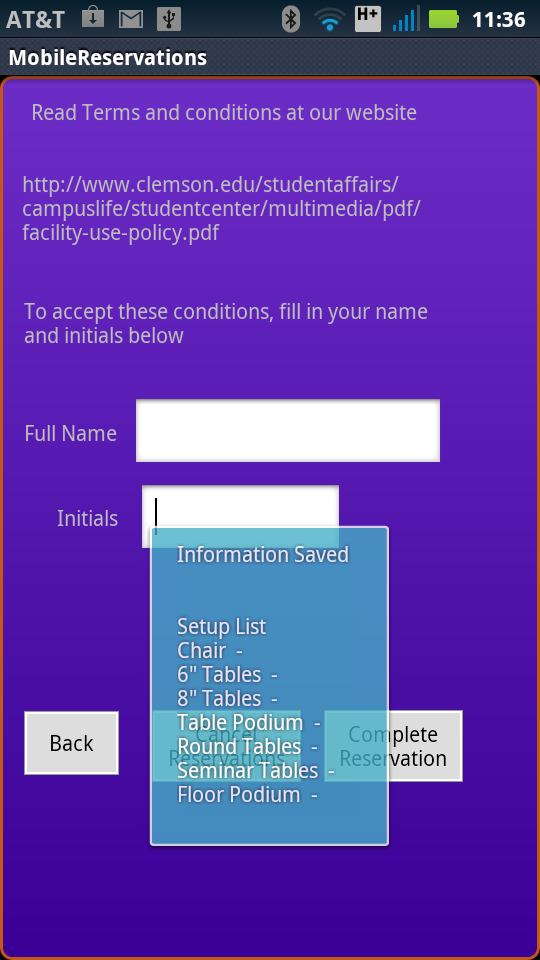 AT&T H+ 11:36
MobileReservations
Read Terms and conditions at our website
http://www.clemson.edu/studentaffairs/
campuslife/studentcenter/multimedia/pdf/
facility-use-policy.pdf
To accept these conditions, fill in your name
and initials below
Full Name
Initials
Information Saved
Setup List
Chair -
6" Tables -
8" Tables -
Table Podium -
Round Tables -
Seminar Tables -
Floor Podium -
Back
Cancel
Reservations
Complete
Reservation